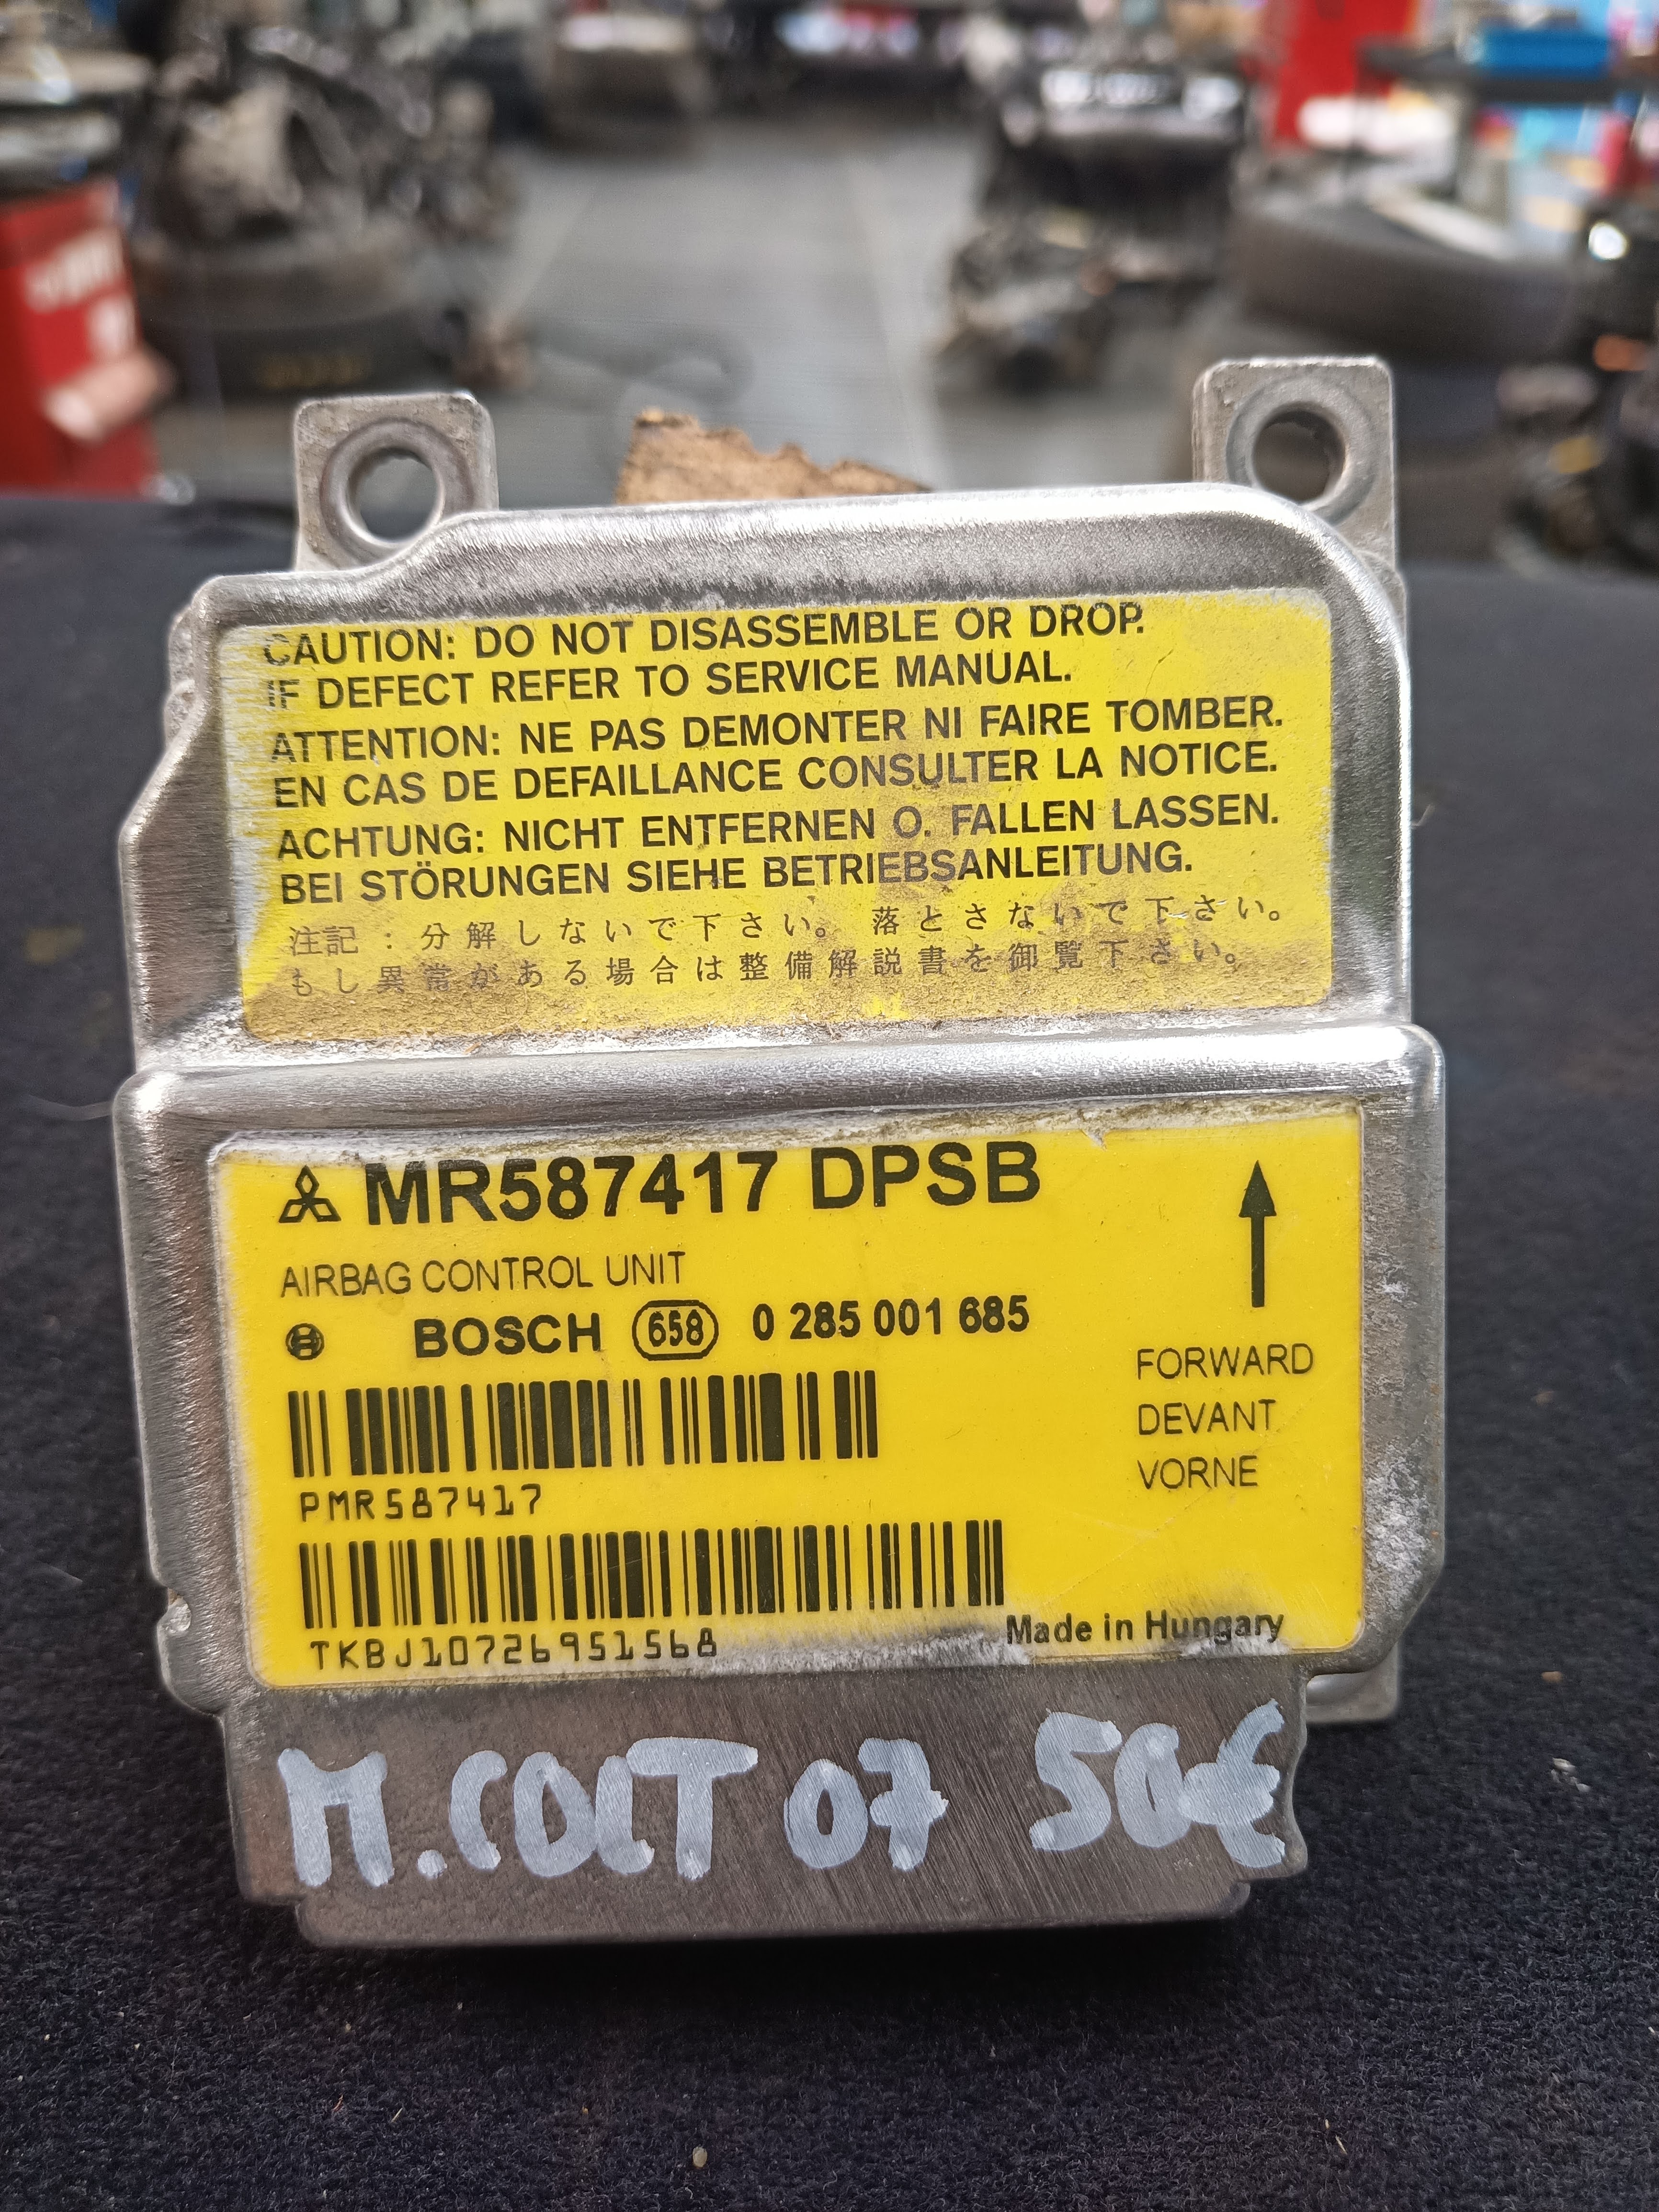 CAUTION: DO NOT DISASSEMBLE OR DROP.
IF DEFECT REFER TO SERVICE MANUAL.
ATTENTION: NE PAS DEMONTER NI FAIRE TOMBER.
EN CAS DE DEFAILLANCE CONSULTER LA NOTICE.
ACHTUNG: NICHT ENTFERNEN O. FALLEN LASSEN.
BEI STÖRUNGEN SIEHE BETRIEBSANLEITUNG.
注記：分解しないで下さい。 落とさないで下さい。
もし異常がある場合は整備解説書を御覧下さい。
MR587417 DPSB
AIRBAG CONTROL UNIT
BOSCH 658 0 285 001 685
FORWARD
DEVANT
VORNE
PMR587417
TKBJ10726951568
Made in Hungary
M.COLT 07 50€